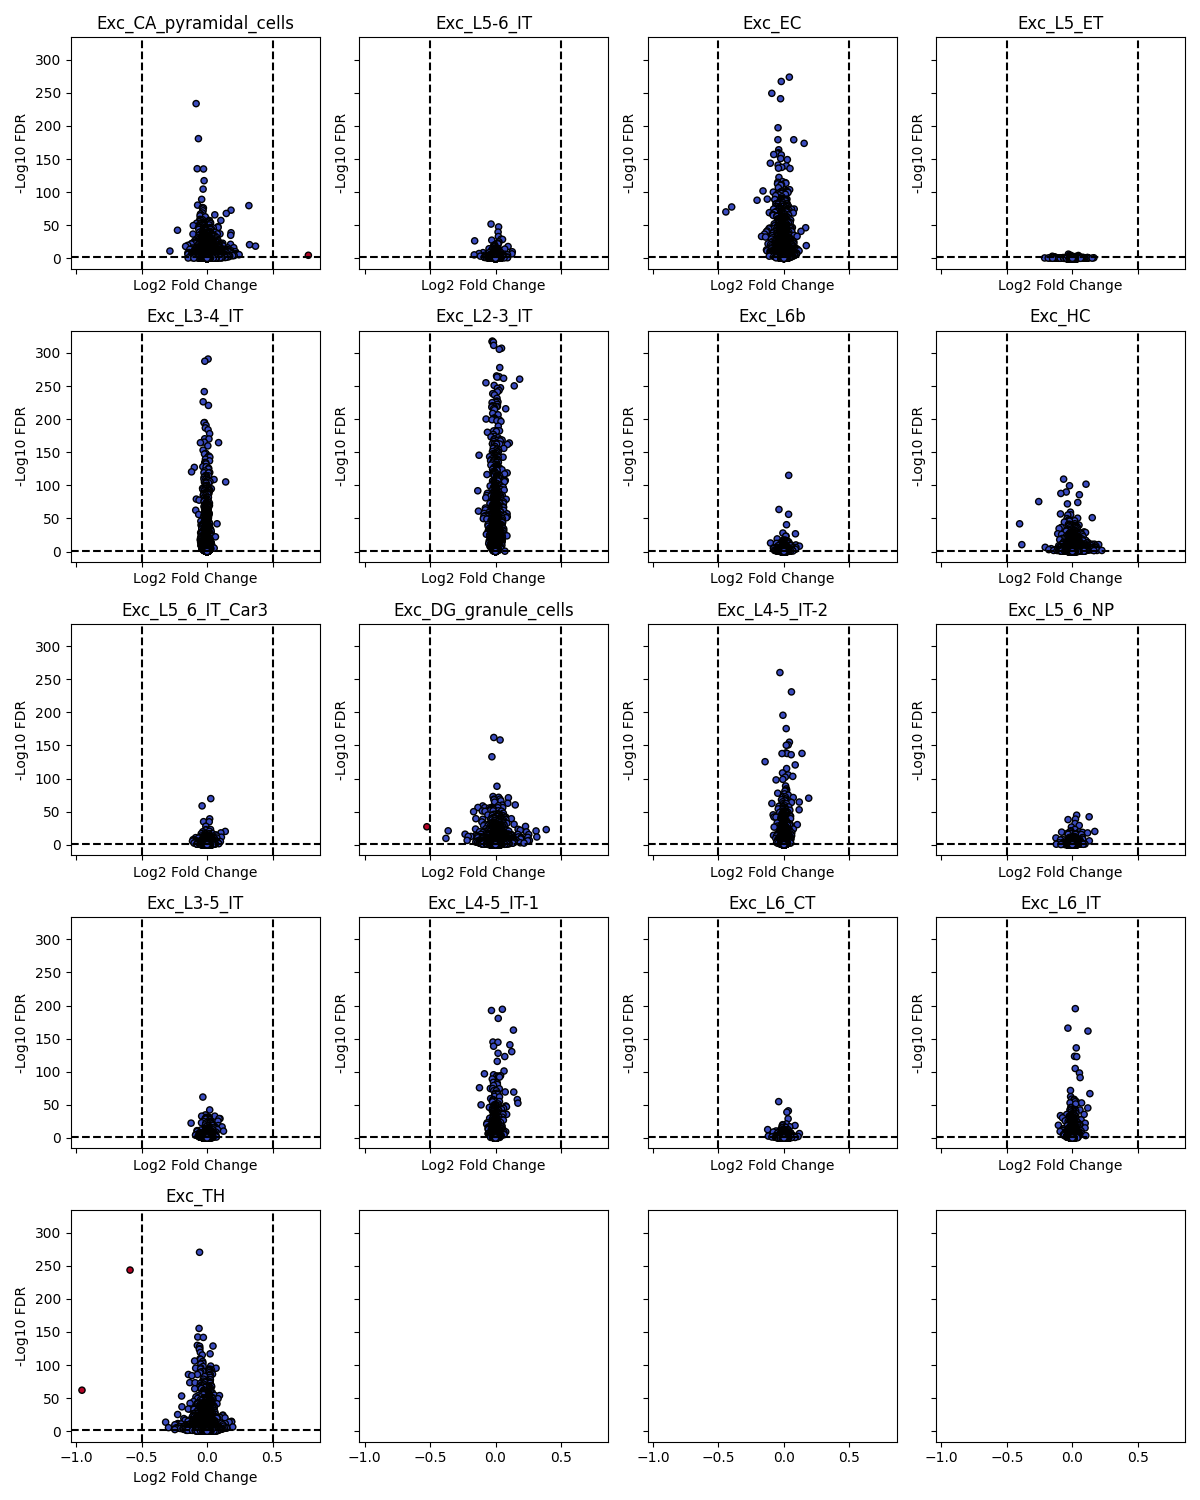 Exc_CA_pyramidal_cells Exc_L5-6_IT Exc_EC Exc_L5_ET
-Log10 FDR -Log10 FDR -Log10 FDR -Log10 FDR
300
250
200
150
100
50
0
Log2 Fold Change Log2 Fold Change Log2 Fold Change Log2 Fold Change
Exc_L3-4_IT Exc_L2-3_IT Exc_L6b Exc_HC
-Log10 FDR -Log10 FDR -Log10 FDR -Log10 FDR
300
250
200
150
100
50
0
Log2 Fold Change Log2 Fold Change Log2 Fold Change Log2 Fold Change
Exc_L5_6_IT_Car3 Exc_DG_granule_cells Exc_L4-5_IT-2 Exc_L5_6_NP
-Log10 FDR -Log10 FDR -Log10 FDR -Log10 FDR
300
250
200
150
100
50
0
Log2 Fold Change Log2 Fold Change Log2 Fold Change Log2 Fold Change
Exc_L3-5_IT Exc_L4-5_IT-1 Exc_L6_CT Exc_L6_IT
-Log10 FDR -Log10 FDR -Log10 FDR -Log10 FDR
300
250
200
150
100
50
0
Log2 Fold Change Log2 Fold Change Log2 Fold Change Log2 Fold Change
Exc_TH
-Log10 FDR
300
250
200
150
100
50
0
−1.0 −0.5 0.0 0.5 −1.0 −0.5 0.0 0.5 −1.0 −0.5 0.0 0.5 −1.0 −0.5 0.0 0.5
Log2 Fold Change